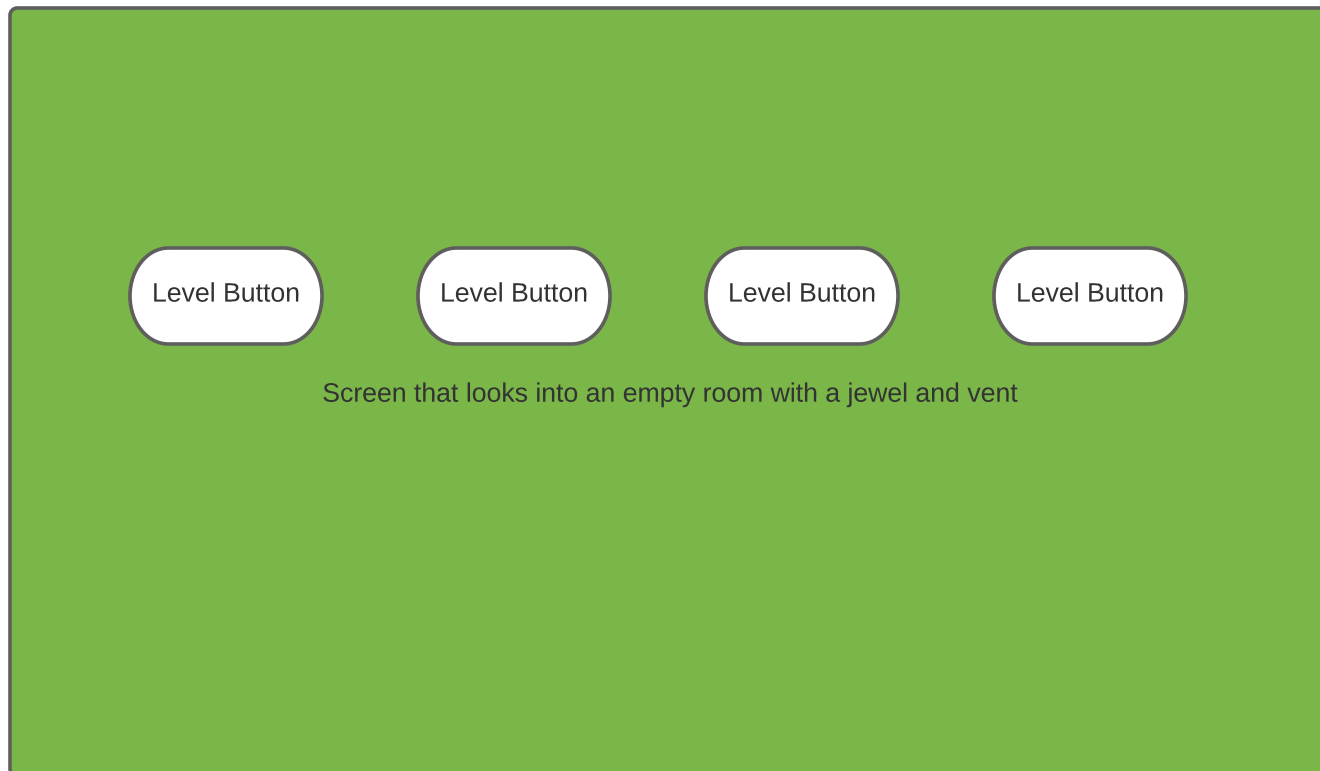 Level Button Level Button Level Button Level Button
Screen that looks into an empty room with a jewel and vent